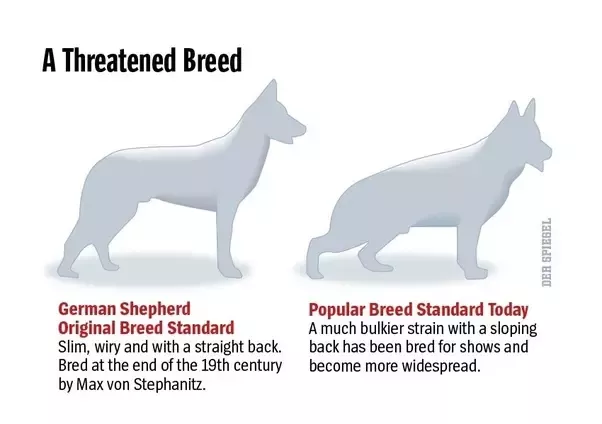 A Threatened Breed
German Shepherd
Original Breed Standard
Slim, wiry and with a straight back.
Bred at the end of the 19th century
by Max von Stephanitz.
Popular Breed Standard Today
A much bulkier strain with a sloping
back has been bred for shows and
become more widespread.
DER SPIEGEL